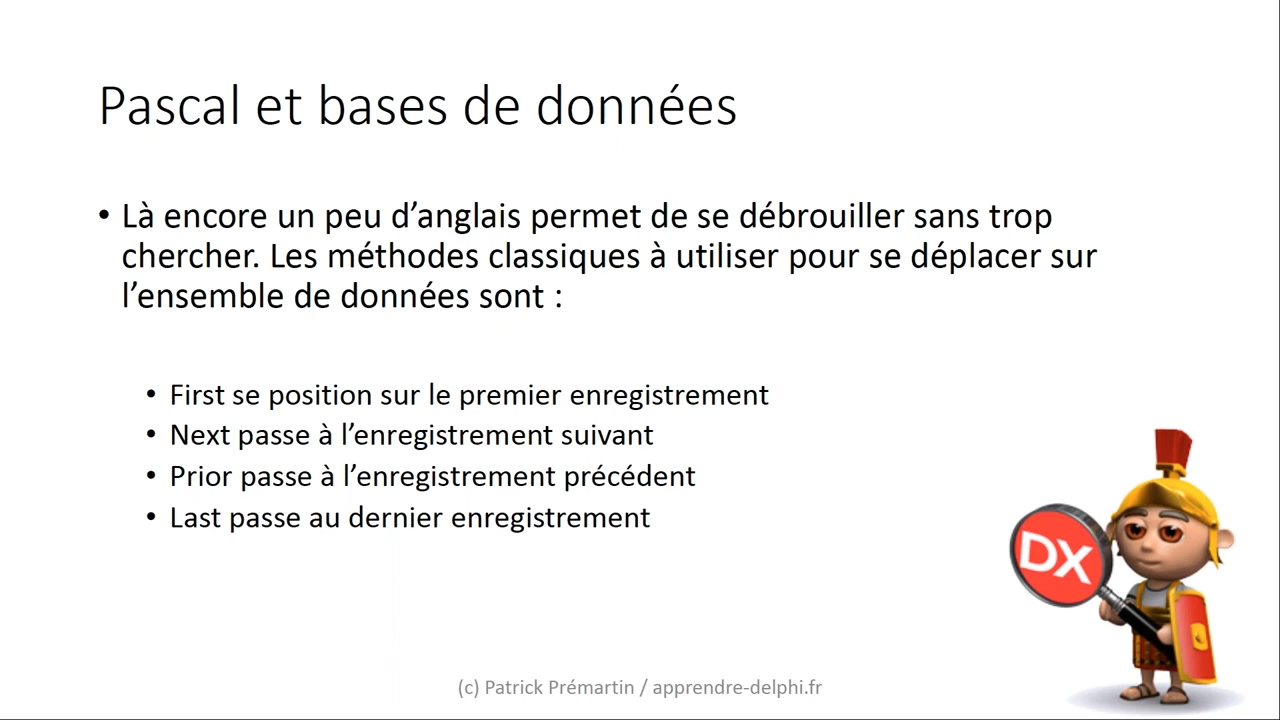 Pascal et bases de données
• Là encore un peu d’anglais permet de se débrouiller sans trop
chercher. Les méthodes classiques à utiliser pour se déplacer sur
l’ensemble de données sont :
• First se position sur le premier enregistrement
• Next passe à l’enregistrement suivant
• Prior passe à l’enregistrement précédent
• Last passe au dernier enregistrement
DX
(c) Patrick Prémartin / apprendre-delphi.fr